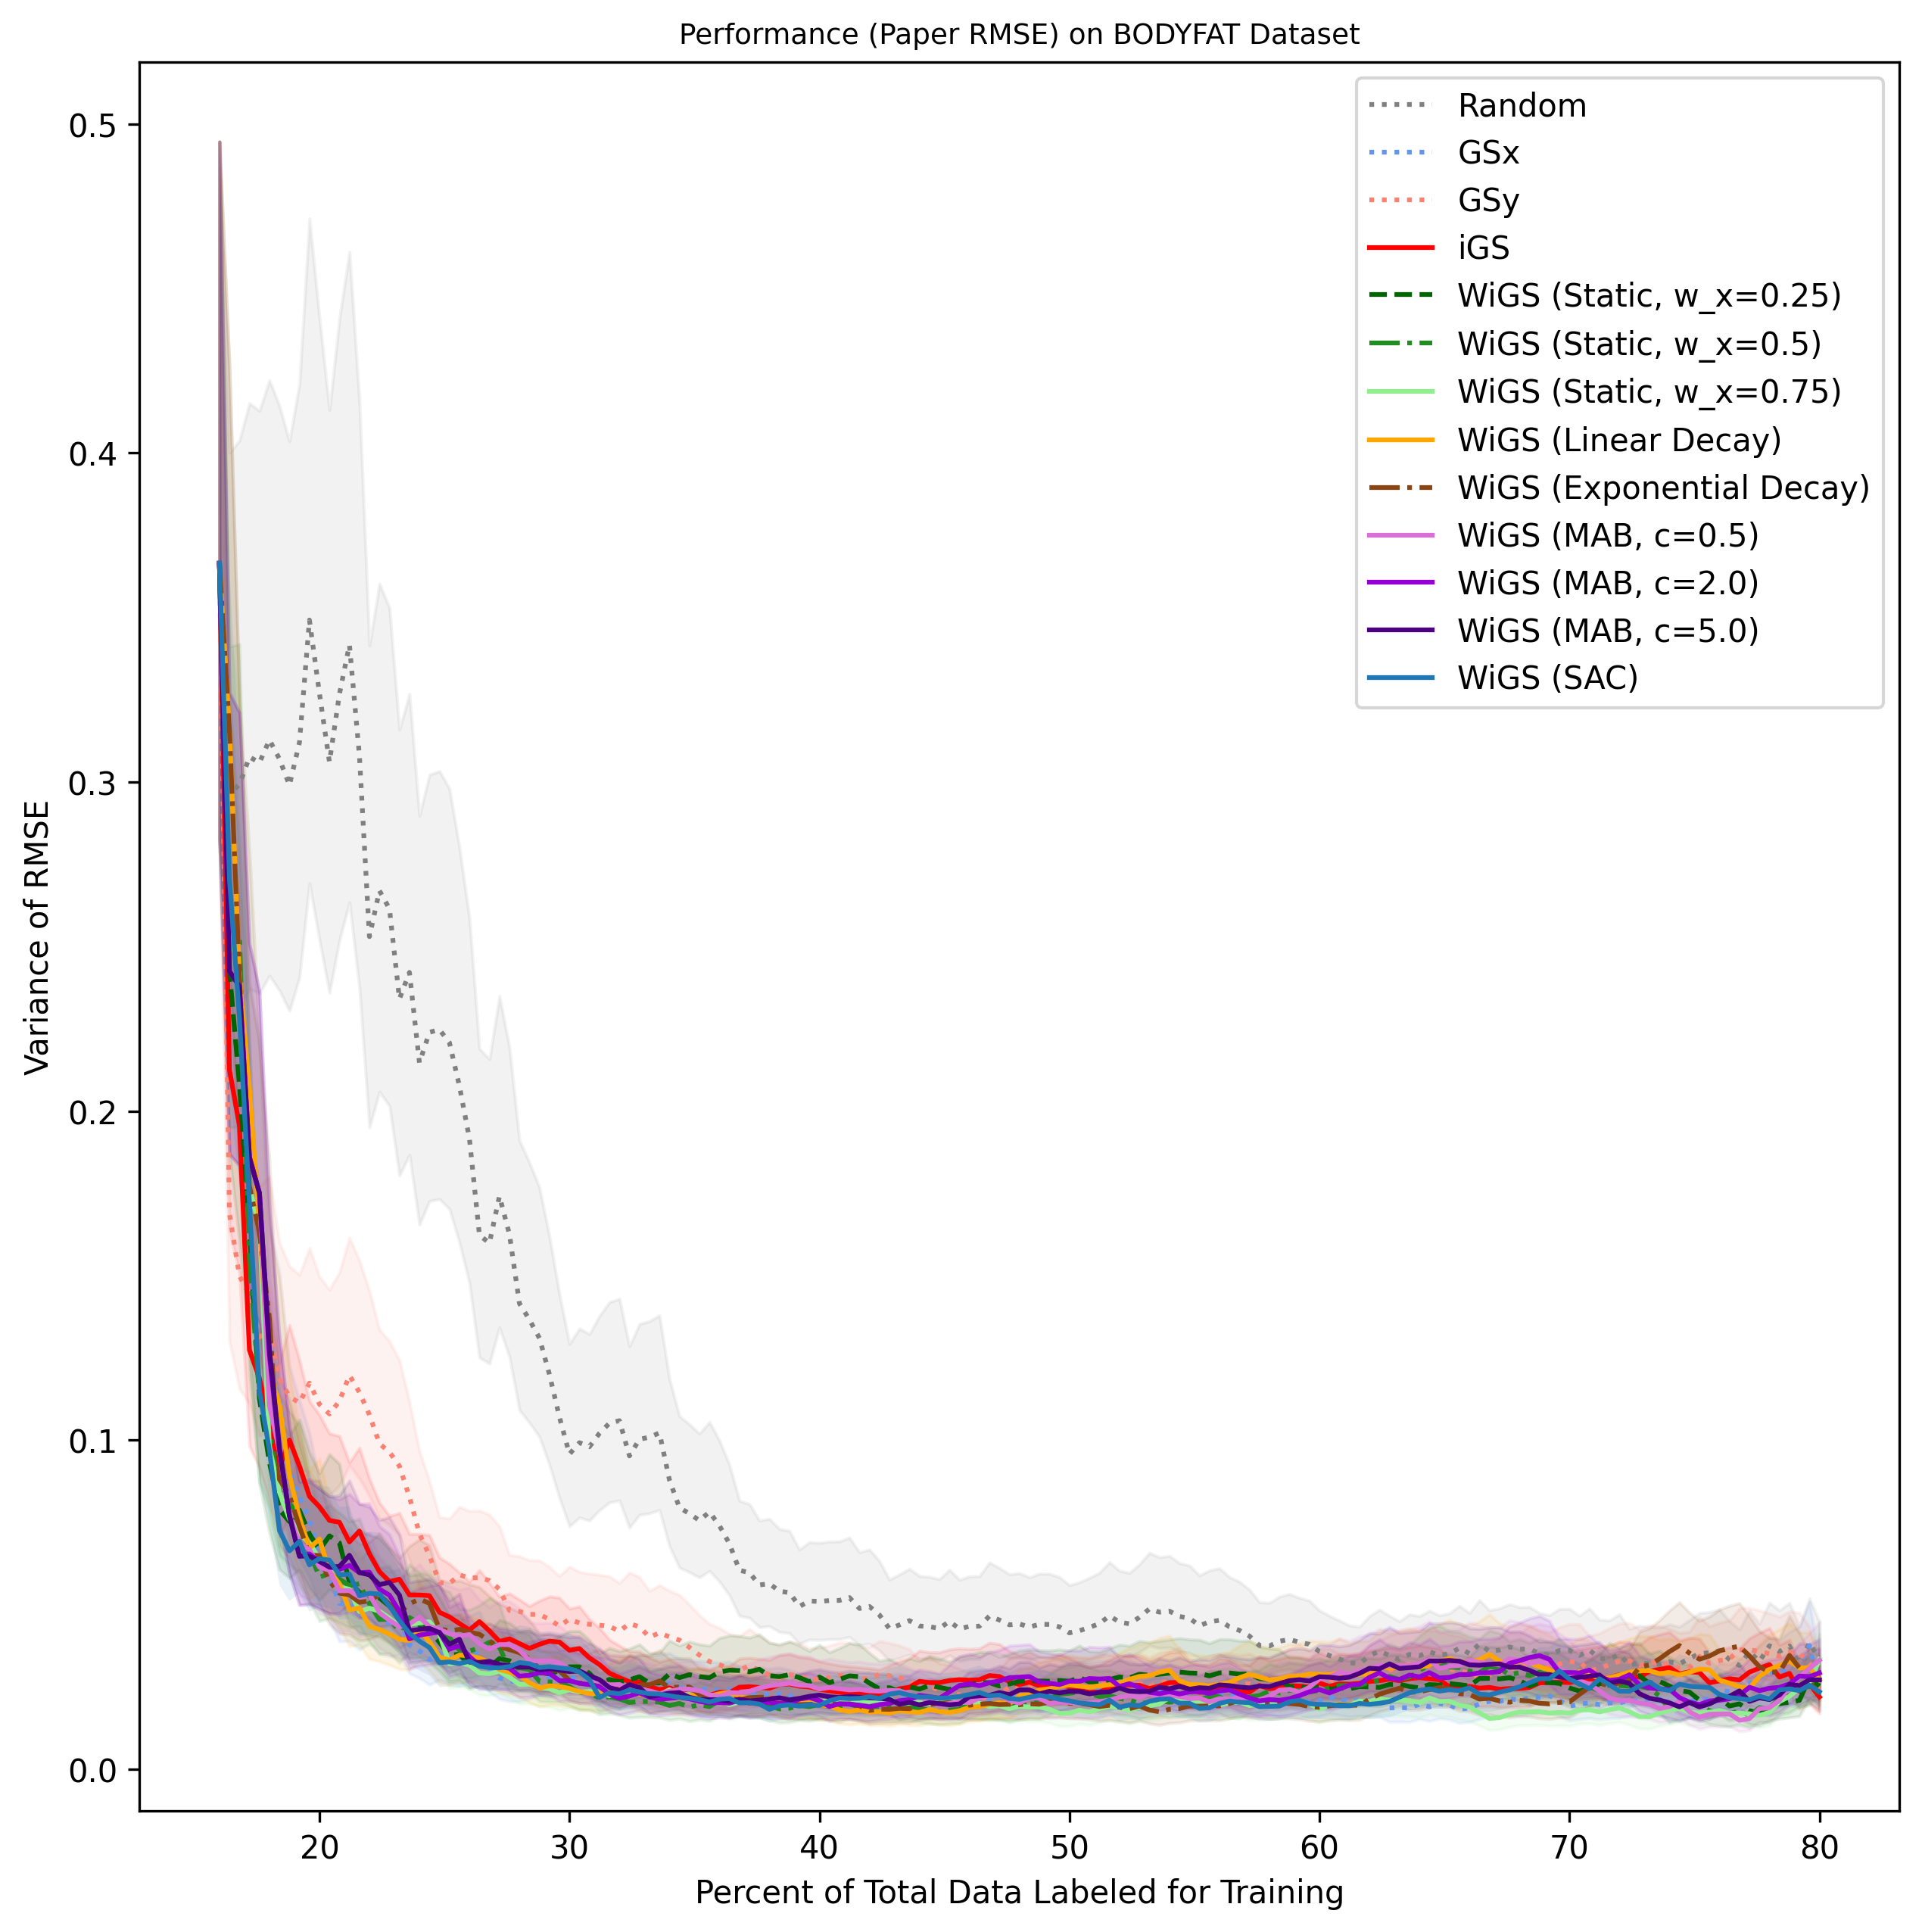 Performance (Paper RMSE) on BODYFAT Dataset
Variance of RMSE
0.5
0.4
0.3
0.2
0.1
0.0
Random
GSx
GSy
iGS
WiGS (Static, w_x=0.25)
WiGS (Static, w_x=0.5)
WiGS (Static, w_x=0.75)
WiGS (Linear Decay)
WiGS (Exponential Decay)
WiGS (MAB, c=0.5)
WiGS (MAB, c=2.0)
WiGS (MAB, c=5.0)
WiGS (SAC)
20 30 40 50 60 70 80
Percent of Total Data Labeled for Training